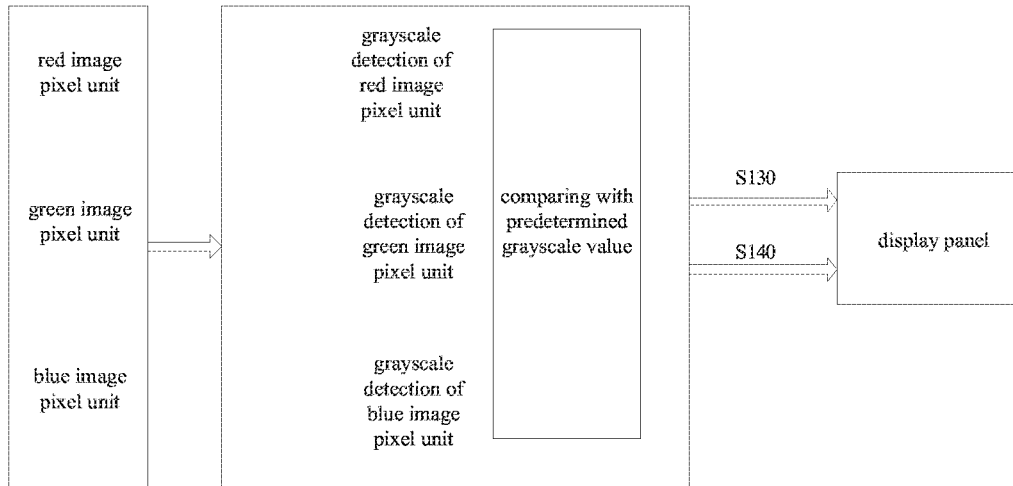 red image
pixel unit
green image
pixel unit
blue image
pixel unit
grayscale
detection of
red image
pixel unit
grayscale
detection of
green image
pixel unit
grayscale
detection of
blue image
pixel unit
comparing with
predetermined
grayscale value
S130
S140
display panel